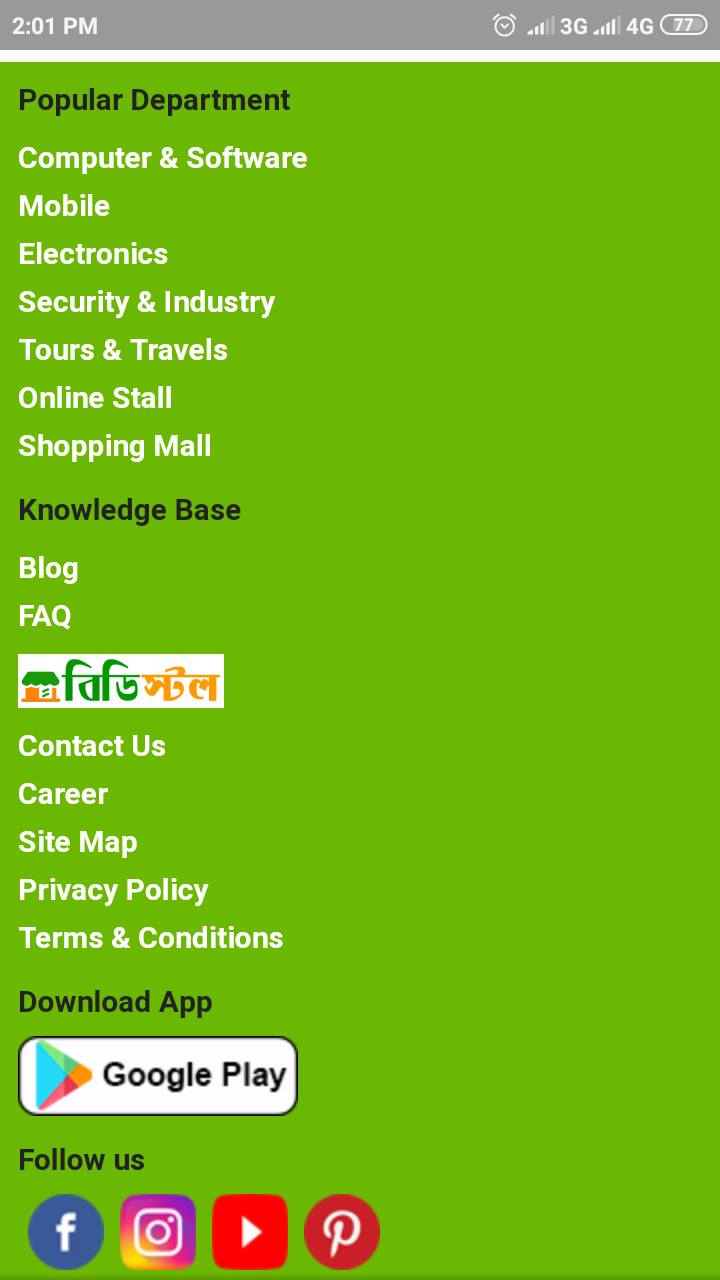 2:01 PM 3G 4G 77
Popular Department
Computer & Software
Mobile
Electronics
Security & Industry
Tours & Travels
Online Stall
Shopping Mall
Knowledge Base
Blog
FAQ
বিডিস্টল
Contact Us
Career
Site Map
Privacy Policy
Terms & Conditions
Download App
Google Play
Follow us